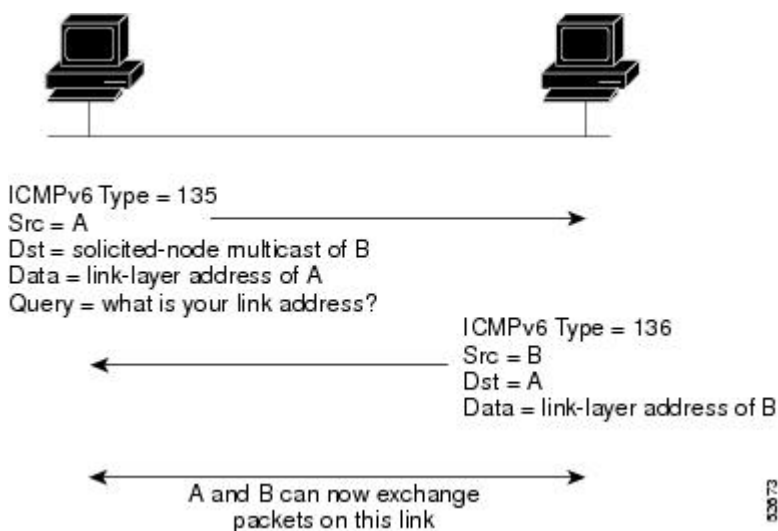 ICMPv6 Type = 135
Src = A
Dst = solicited-node multicast of B
Data = link-layer address of A
Query = what is your link address?
ICMPv6 Type = 136
Src = B
Dst = A
Data = link-layer address of B
A and B can now exchange
packets on this link
52673